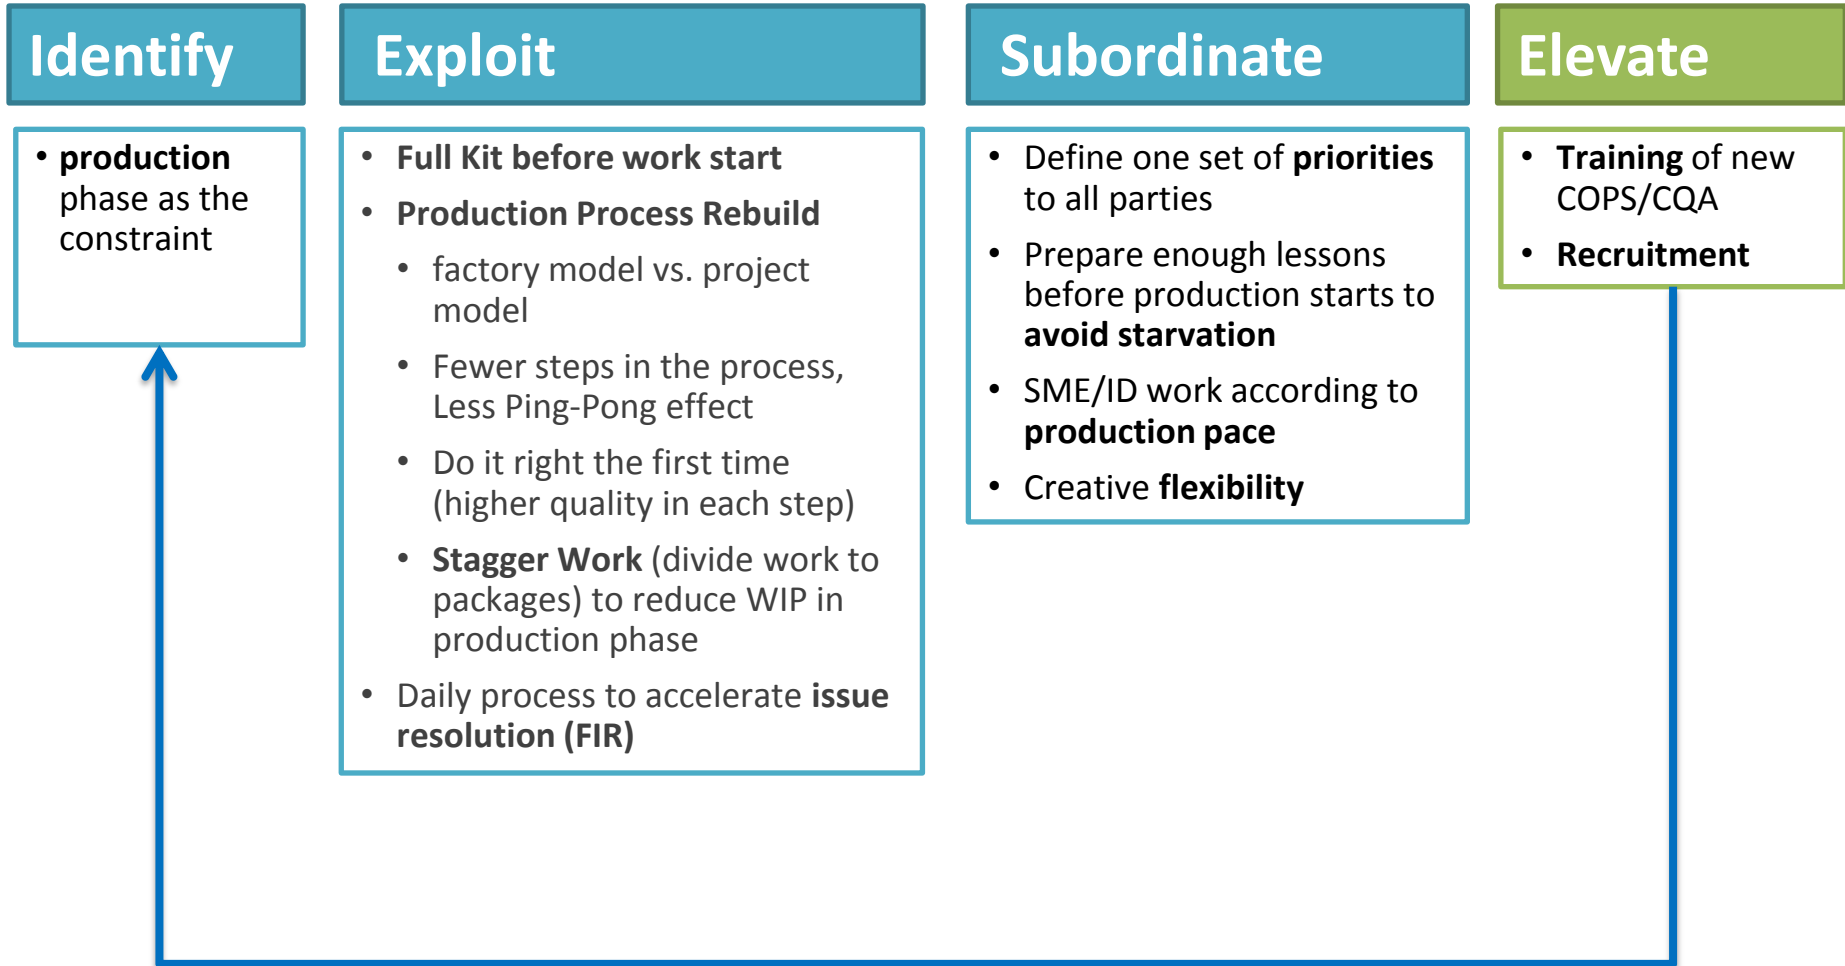 Identify
• production
phase as the
constraint
Exploit
• Full Kit before work start
• Production Process Rebuild
• factory model vs. project
model
• Fewer steps in the process,
Less Ping-Pong effect
• Do it right the first time
(higher quality in each step)
• Stagger Work (divide work to
packages) to reduce WIP in
production phase
• Daily process to accelerate issue
resolution (FIR)
Subordinate
• Define one set of priorities
to all parties
• Prepare enough lessons
before production starts to
avoid starvation
• SME/ID work according to
production pace
• Creative flexibility
Elevate
• Training of new
COPS/CQA
• Recruitment